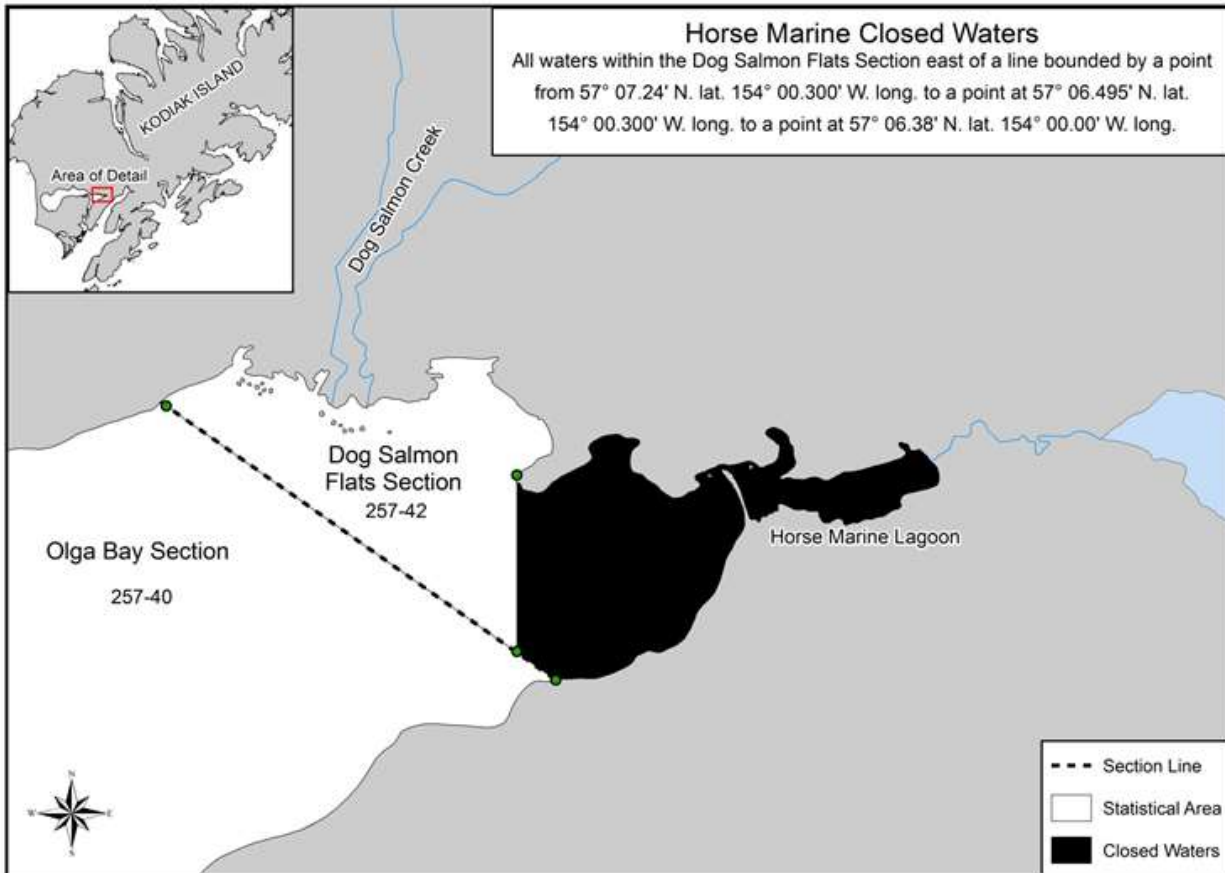 Horse Marine Closed Waters
All waters within the Dog Salmon Flats Section east of a line bounded by a point
from 57° 07.24' N. lat. 154° 00.300' W. long. to a point at 57° 06.495' N. lat.
154° 00.300' W. long. to a point at 57° 06.38' N. lat. 154° 00.00' W. long.
KODIAK ISLAND
Area of Detail
Dog Salmon Creek
Dog Salmon
Flats Section
257-42
Olga Bay Section
257-40
Horse Marine Lagoon
N
W
E
S
Section Line
Statistical Area
Closed Waters